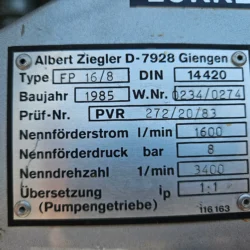 Albert Ziegler D-7928 Giengen
Type FP 16/8 DIN 14420
Baujahr 1985 W.Nr. 0234/0274
Prüf-Nr. PVR 272/20/83
Nennförderstrom l/min 1600
Nennförderdruck bar 8
Nenndrehzahl 1/min 3400
Übersetzung ip 1:1
(Pumpengetriebe) 116163